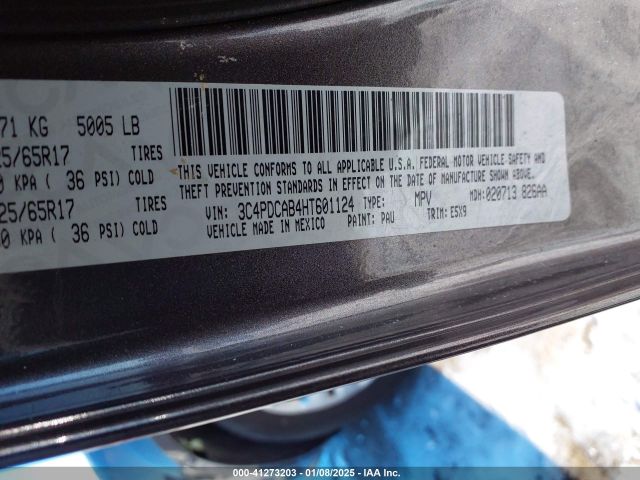 71 KG 5005 LB
25/65R17 TIRES
0 KPA ( 36 PSI) COLD
25/65R17 TIRES
0 KPA ( 36 PSI) COLD
THIS VEHICLE CONFORMS TO ALL APPLICABLE U.S.A. FEDERAL MOTOR VEHICLE SAFETY AND
THEFT PREVENTION STANDARDS IN EFFECT ON THE DATE OF MANUFACTURE SHOWN ABOVE.
VIN: 3C4PDCAB4HT601124 TYPE: MPV MDH: 020713 826AA
VEHICLE MADE IN MEXICO PAINT: PAU TRIM: E5X9
000-41273203 - 01/08/2025 - IAA Inc.